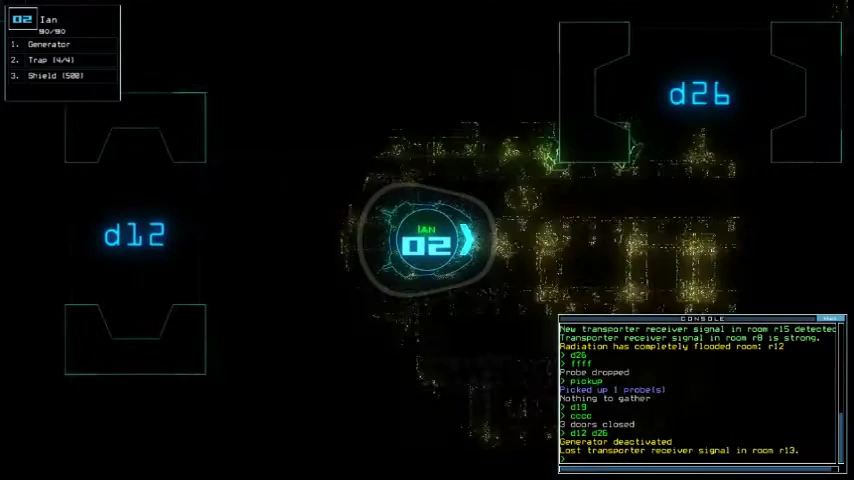 02 Ian
90/90
1. Generator
2. Trap (4/4)
3. Shield (500)
d26
d12
IAN
02
CONSOLE
New transporter receiver signal in room r15 detected
Transporter receiver signal in room r8 is strong.
Radiation has completely flooded room: r12
> d26
> ffff
Probe dropped
> pickup
Picked up 1 probe(s)
Nothing to gather
> d19
> cccc
3 doors closed
> d12 d26
Generator deactivated
Lost transporter receiver signal in room r13.
>